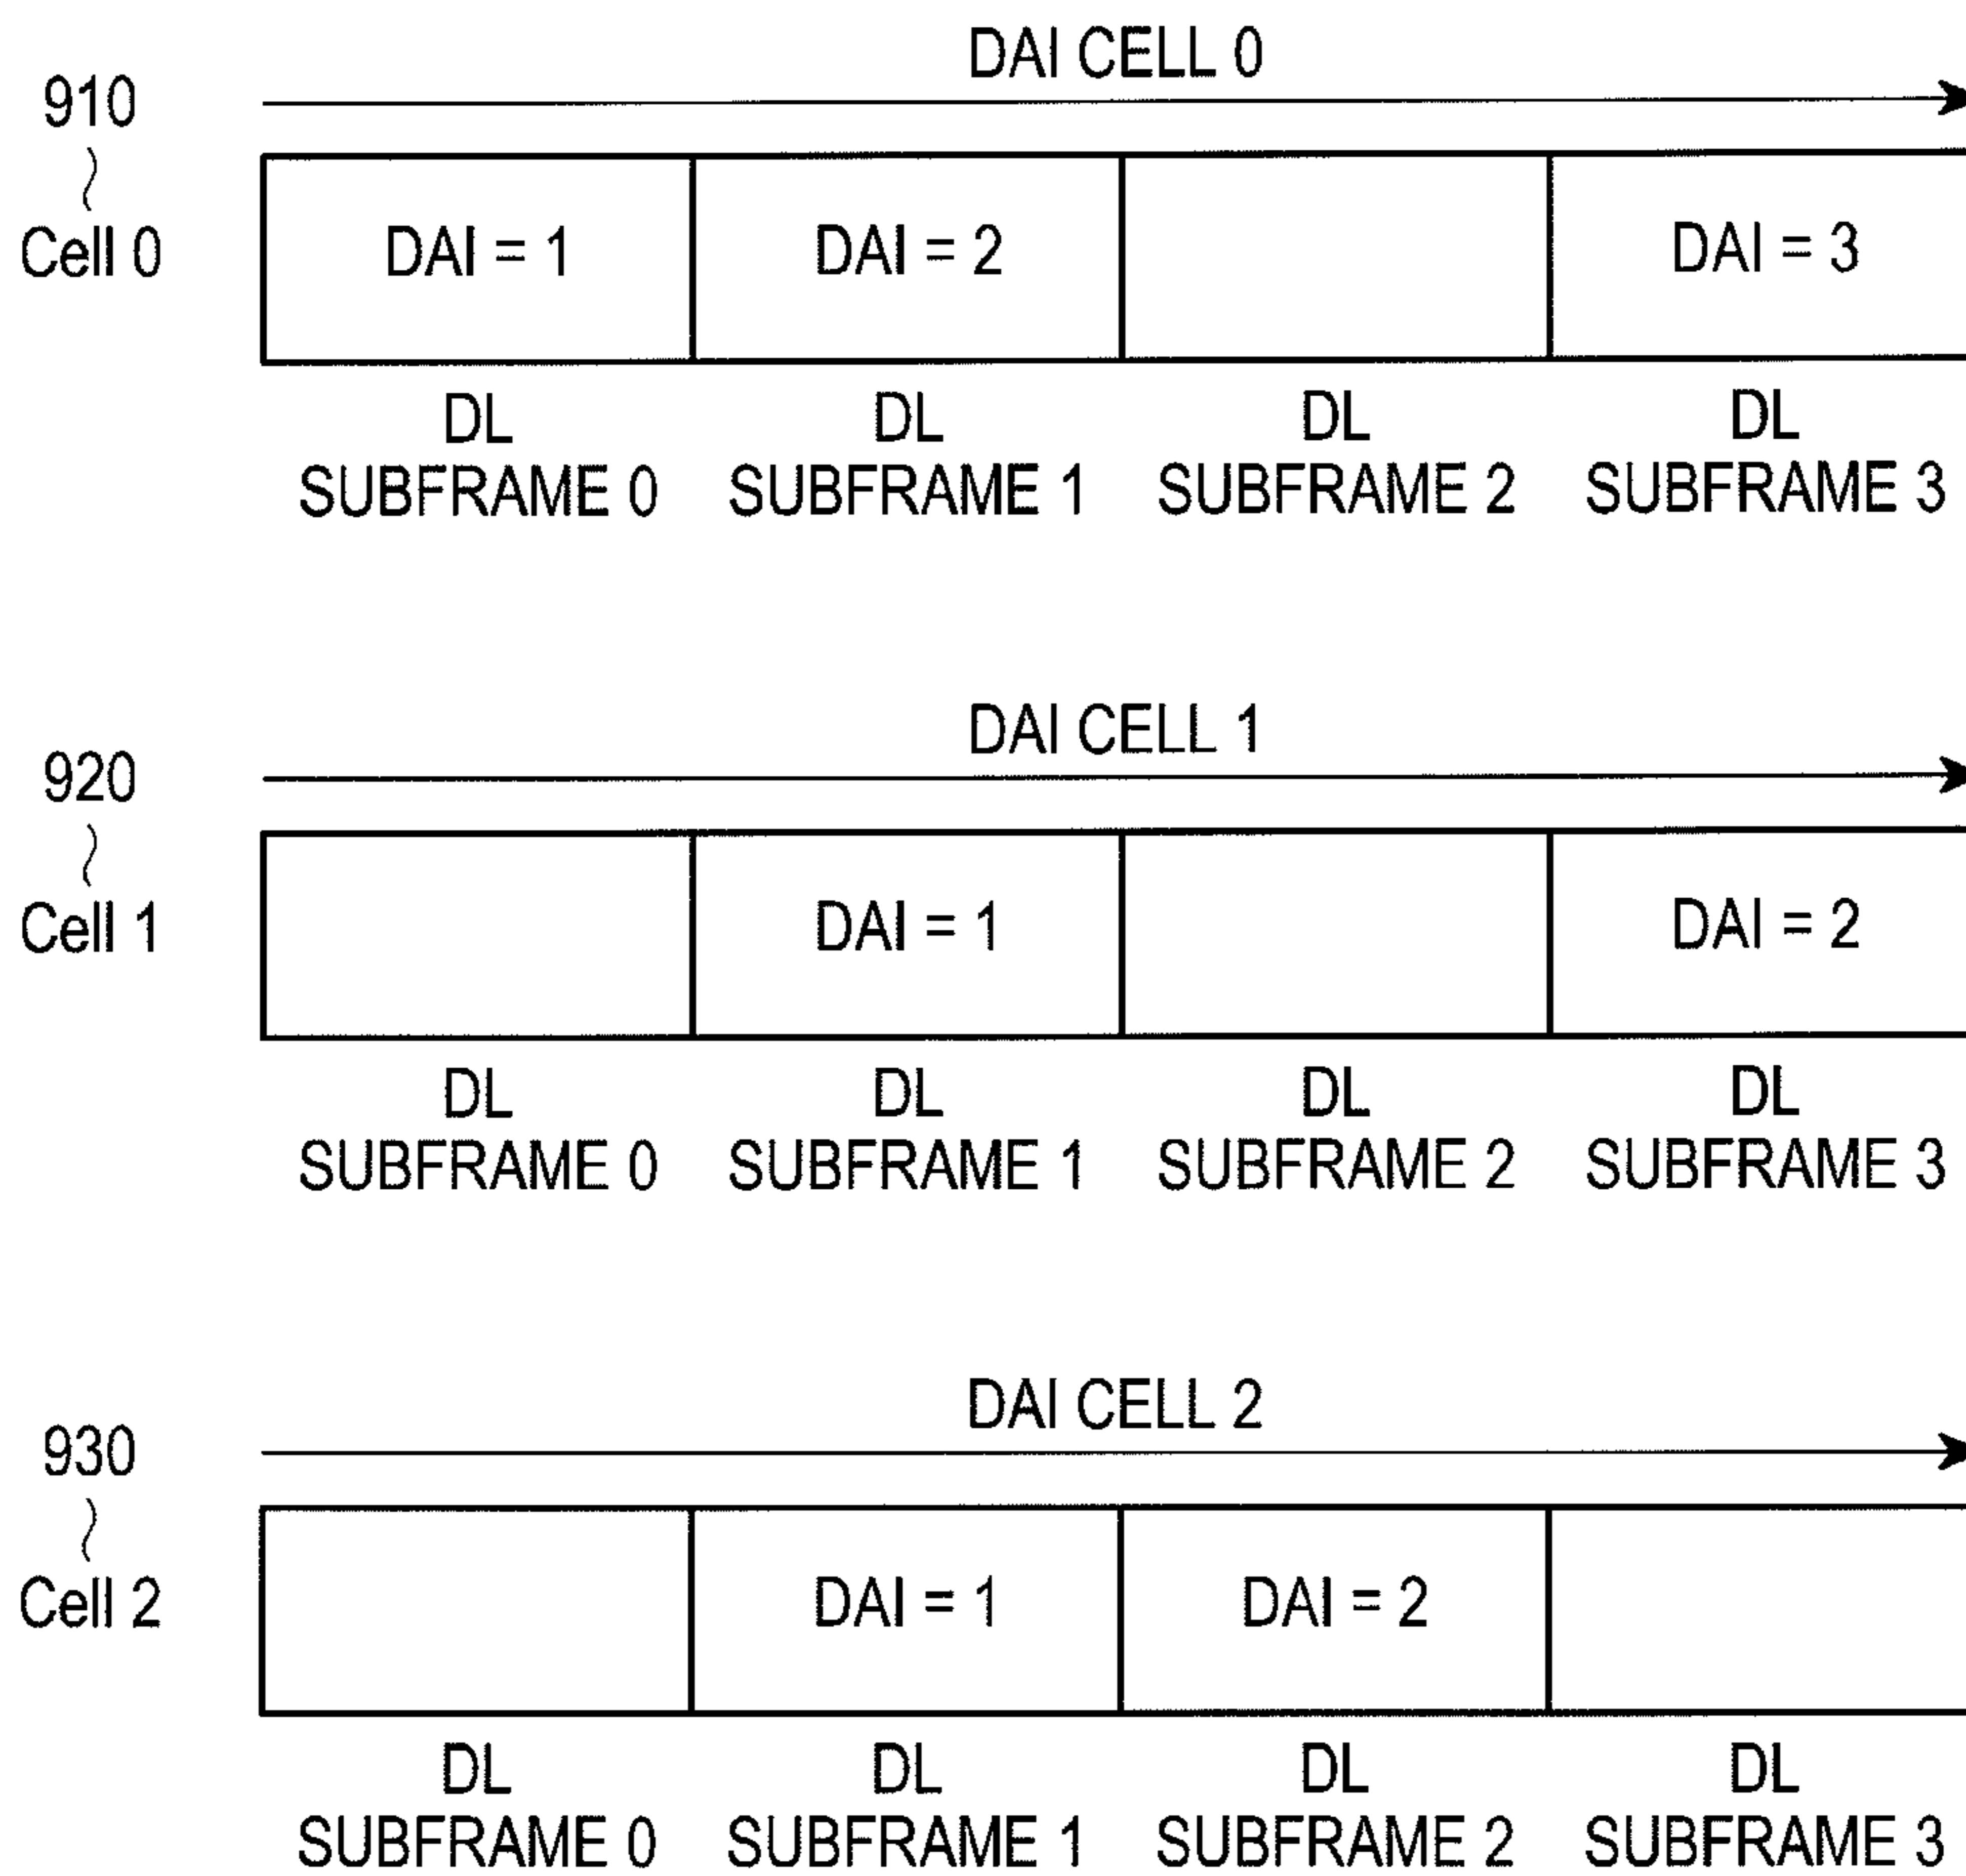 DAI CELL 0
910
Cell 0
DAI = 1 DAI = 2 DAI = 3
DL DL DL DL
SUBFRAME 0 SUBFRAME 1 SUBFRAME 2 SUBFRAME 3
DAI CELL 1
920
Cell 1
DAI = 1 DAI = 2
DL DL DL DL
SUBFRAME 0 SUBFRAME 1 SUBFRAME 2 SUBFRAME 3
DAI CELL 2
930
Cell 2
DAI = 1 DAI = 2
DL DL DL DL
SUBFRAME 0 SUBFRAME 1 SUBFRAME 2 SUBFRAME 3